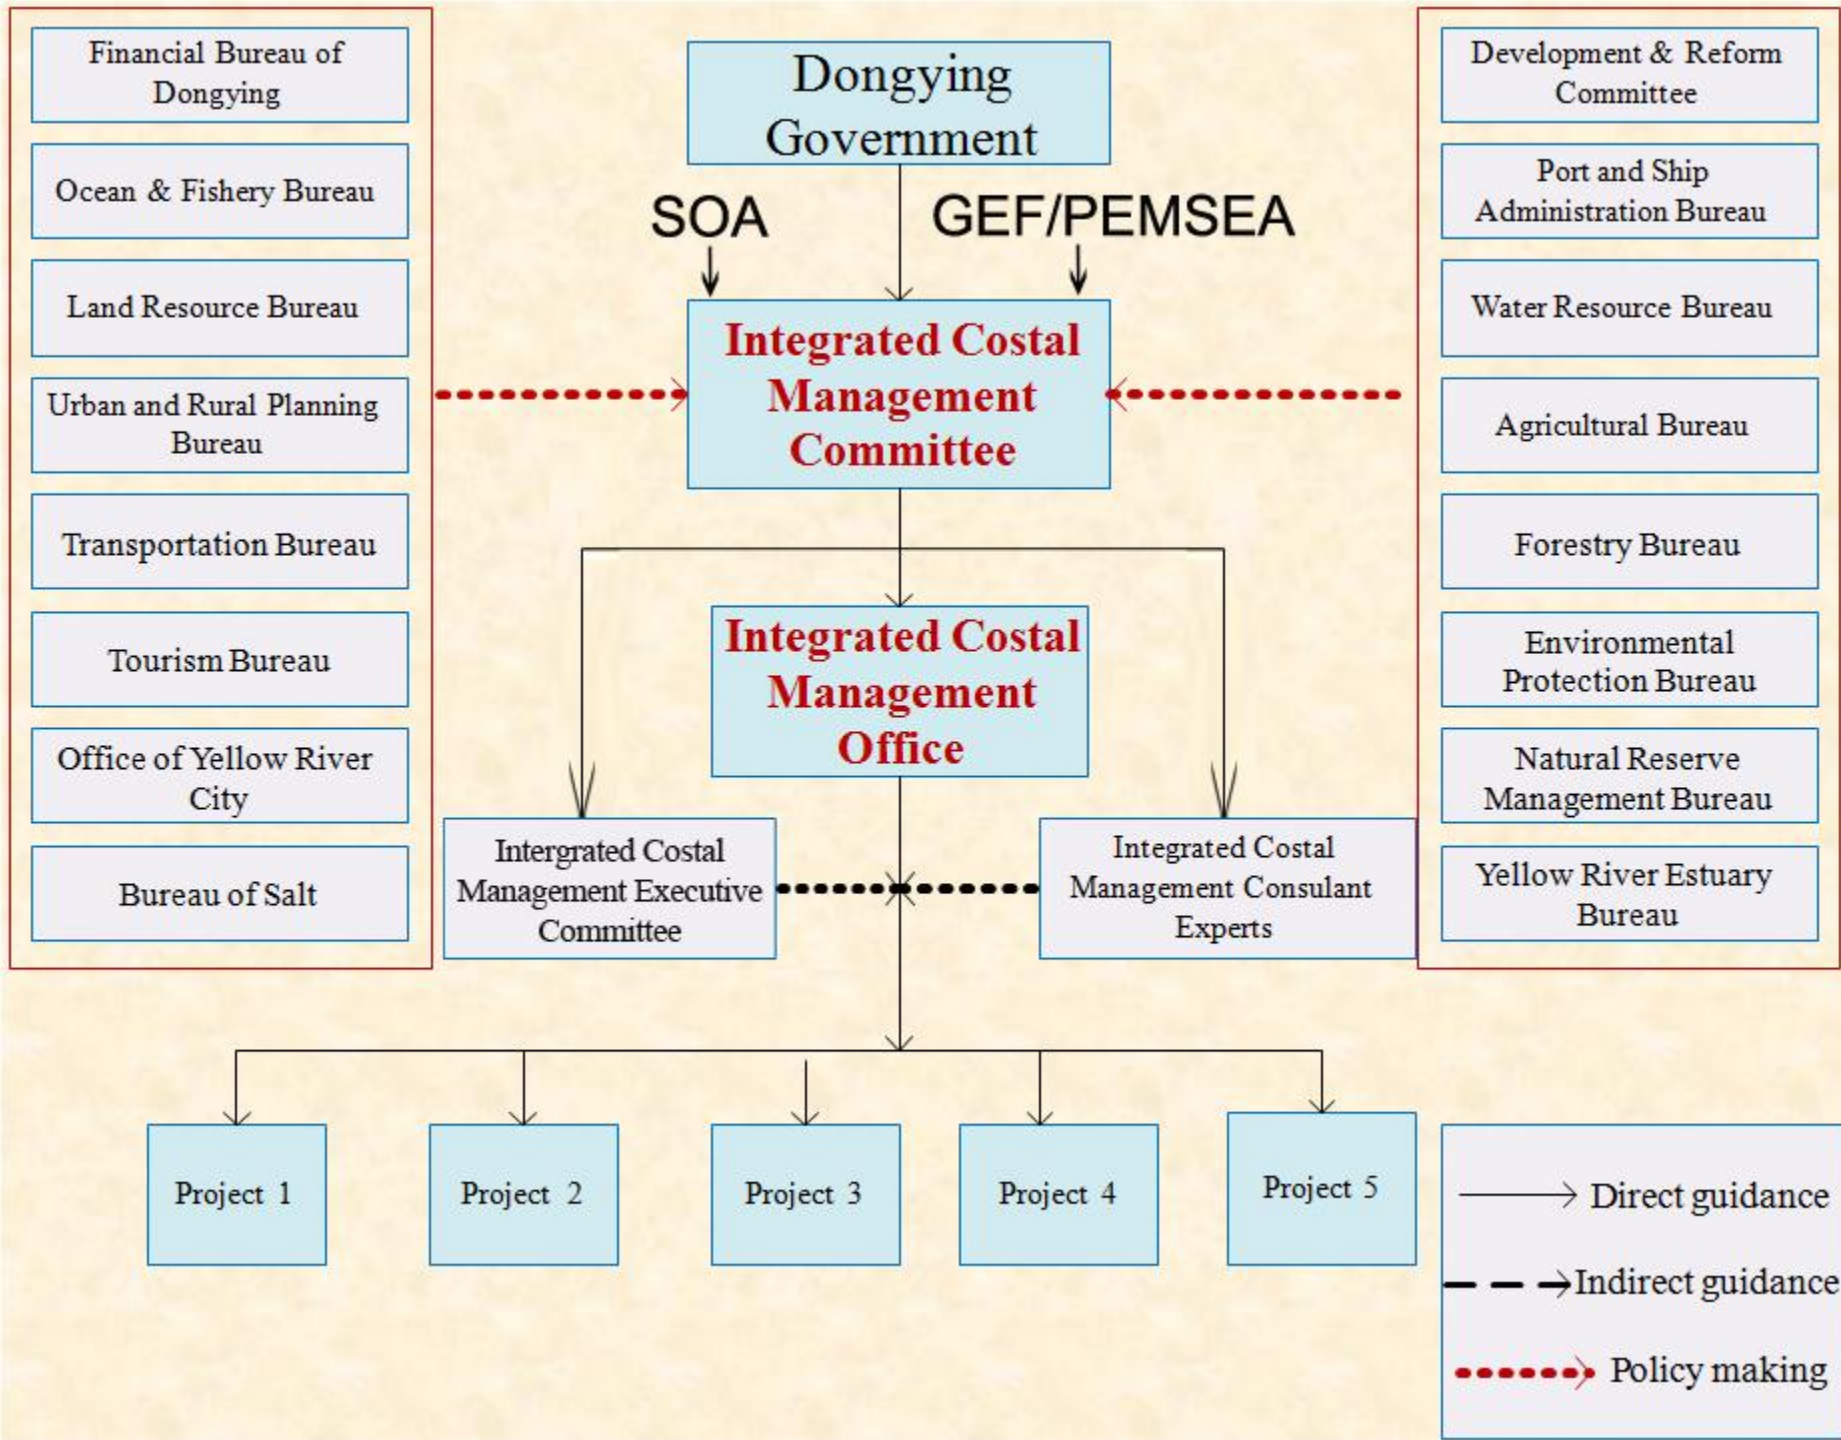 Financial Bureau of
Dongying
Ocean & Fishery Bureau
Land Resource Bureau
Urban and Rural Planning
Bureau
Transportation Bureau
Tourism Bureau
Office of Yellow River
City
Bureau of Salt
Dongying
Government
SOA
GEF/PEMSEA
Integrated Costal
Management
Committee
Integrated Costal
Management
Office
Intergrated Costal
Management Executive
Committee
Integrated Costal
Management Consulant
Experts
Development & Reform
Committee
Port and Ship
Administration Bureau
Water Resource Bureau
Agricultural Bureau
Forestry Bureau
Environmental
Protection Bureau
Natural Reserve
Management Bureau
Yellow River Estuary
Bureau
Project 1
Project 2
Project 3
Project 4
Project 5
Direct guidance
Indirect guidance
Policy making